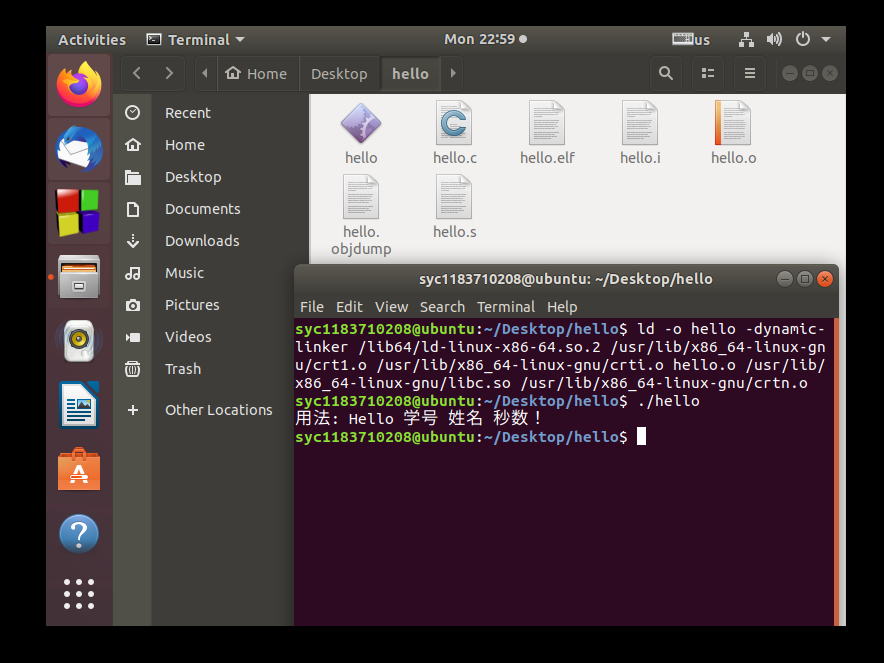 Activities Terminal Mon 22:59 us
Home Desktop hello
Recent
Home
Desktop
Documents
Downloads
Music
Pictures
Videos
Trash
Other Locations
hello hello.c hello.elf hello.i hello.o
hello.
objdump
hello.s
syc1183710208@ubuntu: ~/Desktop/hello
File Edit View Search Terminal Help
syc1183710208@ubuntu:~/Desktop/hello$ ld -o hello -dynamic-
linker /lib64/ld-linux-x86-64.so.2 /usr/lib/x86_64-linux-gn
u/crt1.o /usr/lib/x86_64-linux-gnu/crti.o hello.o /usr/lib/
x86_64-linux-gnu/libc.so /usr/lib/x86_64-linux-gnu/crtn.o
syc1183710208@ubuntu:~/Desktop/hello$ ./hello
用法: Hello 学号 姓名 秒数！
syc1183710208@ubuntu:~/Desktop/hello$